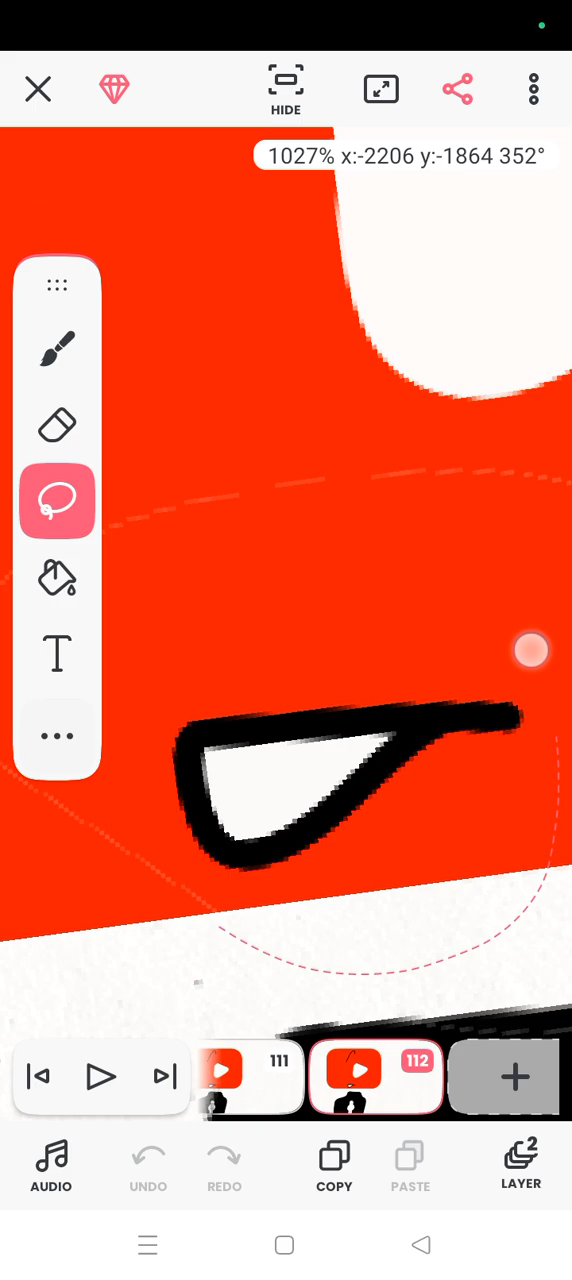 HIDE
1027% x:-2206 y:-1864 352°
T
111
112
AUDIO
UNDO
REDO
COPY
PASTE
2
LAYER